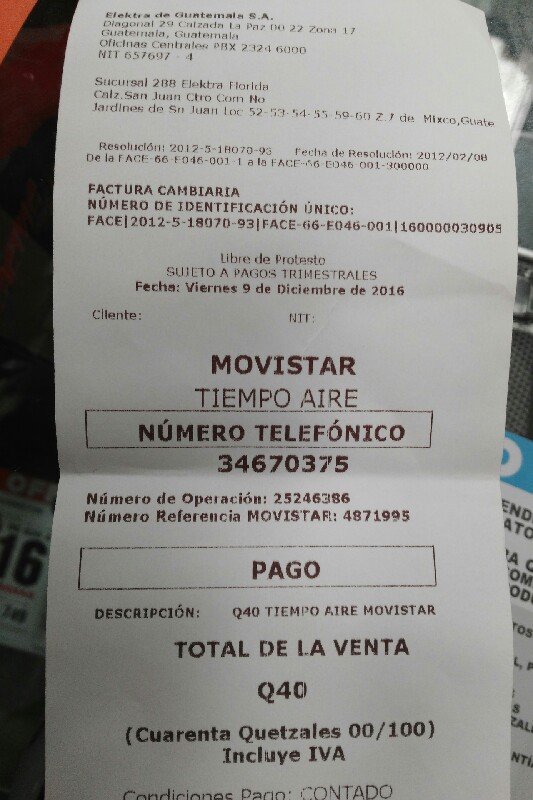 Elektra de Guatemala S.A.
Diagonal 29 Calzada La Paz 00 22 Zona 17
Guatemala, Guatemala
Oficinas Centrales PBX 2324 6000
NIT 657697 - 4
Sucursal 288 Elektra Florida
Calz.San Juan Ctro Com No
Jardines de Sn Juan Loc 52-53-54-55-59-60 Z.7 de Mixco,Guate
Resolución: 2012-5-18070-93 Fecha de Resolución: 2012/02/08
De la FACE-66-E046-001-1 a la FACE-66-E046-001-300000
FACTURA CAMBIARIA
NÚMERO DE IDENTIFICACIÓN ÚNICO:
FACE|2012-5-18070-93|FACE-66-E046-001|160000030905
Libre de Protesto
SUJETO A PAGOS TRIMESTRALES
Fecha: Viernes 9 de Diciembre de 2016
Cliente: NIT:
MOVISTAR
TIEMPO AIRE
NÚMERO TELEFÓNICO
34670375
Número de Operación: 25246386
Número Referencia MOVISTAR: 4871995
PAGO
DESCRIPCIÓN: Q40 TIEMPO AIRE MOVISTAR
TOTAL DE LA VENTA
Q40
(Cuarenta Quetzales 00/100)
Incluye IVA
Condiciones Pago: CONTADO
16
749